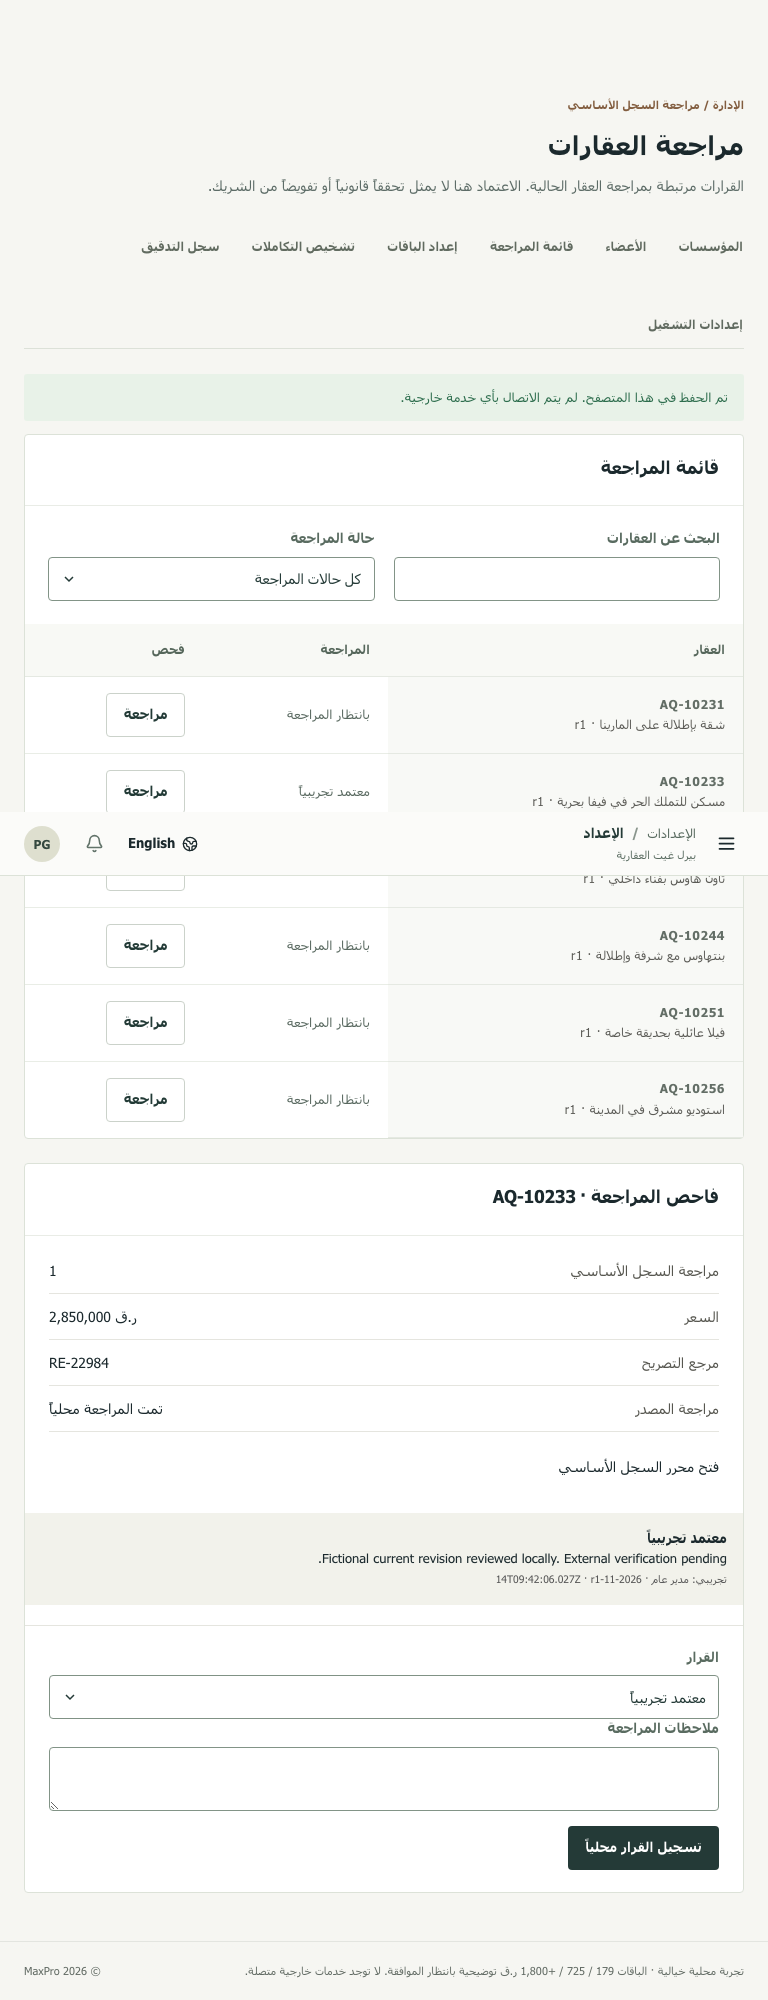 الإدارة / مراجعة السجل الأساسي
مراجعة العقارات
القرارات مرتبطة بمراجعة العقار الحالية. الاعتماد هنا لا يمثل تحققاً قانونياً أو تفويضاً من الشريك.
المؤسسات الأعضاء قائمة المراجعة إعداد الباقات تشخيص التكاملات سجل التدقيق
إعدادات التشغيل
تم الحفظ في هذا المتصفح. لم يتم الاتصال بأي خدمة خارجية.
قائمة المراجعة
البحث عن العقارات حالة المراجعة
كل حالات المراجعة
العقار المراجعة فحص
AQ-10231
شقة بإطلالة على المارينا · r1 بانتظار المراجعة مراجعة
AQ-10233
مسكن للتملك الحر في فيفا بحرية · r1 معتمد تجريبياً مراجعة
الإعدادات / الإعداد English PG
بيرل غيت العقارية
تاون هاوس بفناء داخلي · r1
AQ-10244
بنتهاوس مع شرفة وإطلالة · r1 بانتظار المراجعة مراجعة
AQ-10251
فيلا عائلية بحديقة خاصة · r1 بانتظار المراجعة مراجعة
AQ-10256
استوديو مشرق في المدينة · r1 بانتظار المراجعة مراجعة
فاحص المراجعة · AQ-10233
مراجعة السجل الأساسي 1
السعر 2,850,000 ر.ق
مرجع التصريح RE-22984
مراجعة المصدر تمت المراجعة محلياً
فتح محرر السجل الأساسي
معتمد تجريبياً
Fictional current revision reviewed locally. External verification pending.
تجريبي: مدير عام · 2026-11-14T09:42:06.027Z · r1
القرار
معتمد تجريبياً
ملاحظات المراجعة
تسجيل القرار محلياً
تجربة محلية خيالية · الباقات 179 / 725 / +1,800 ر.ق توضيحية بانتظار الموافقة. لا توجد خدمات خارجية متصلة. © 2026 MaxPro